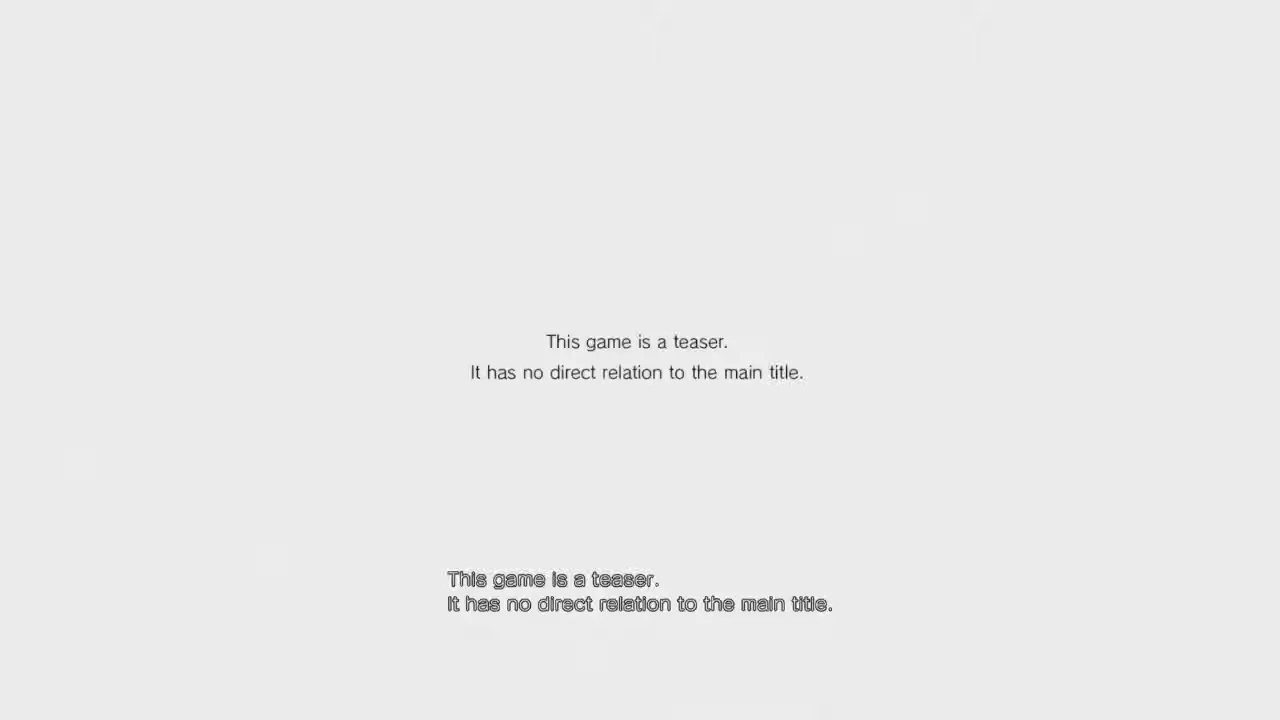 This game is a teaser.
It has no direct relation to the main title.
This game is a teaser.
It has no direct relation to the main title.